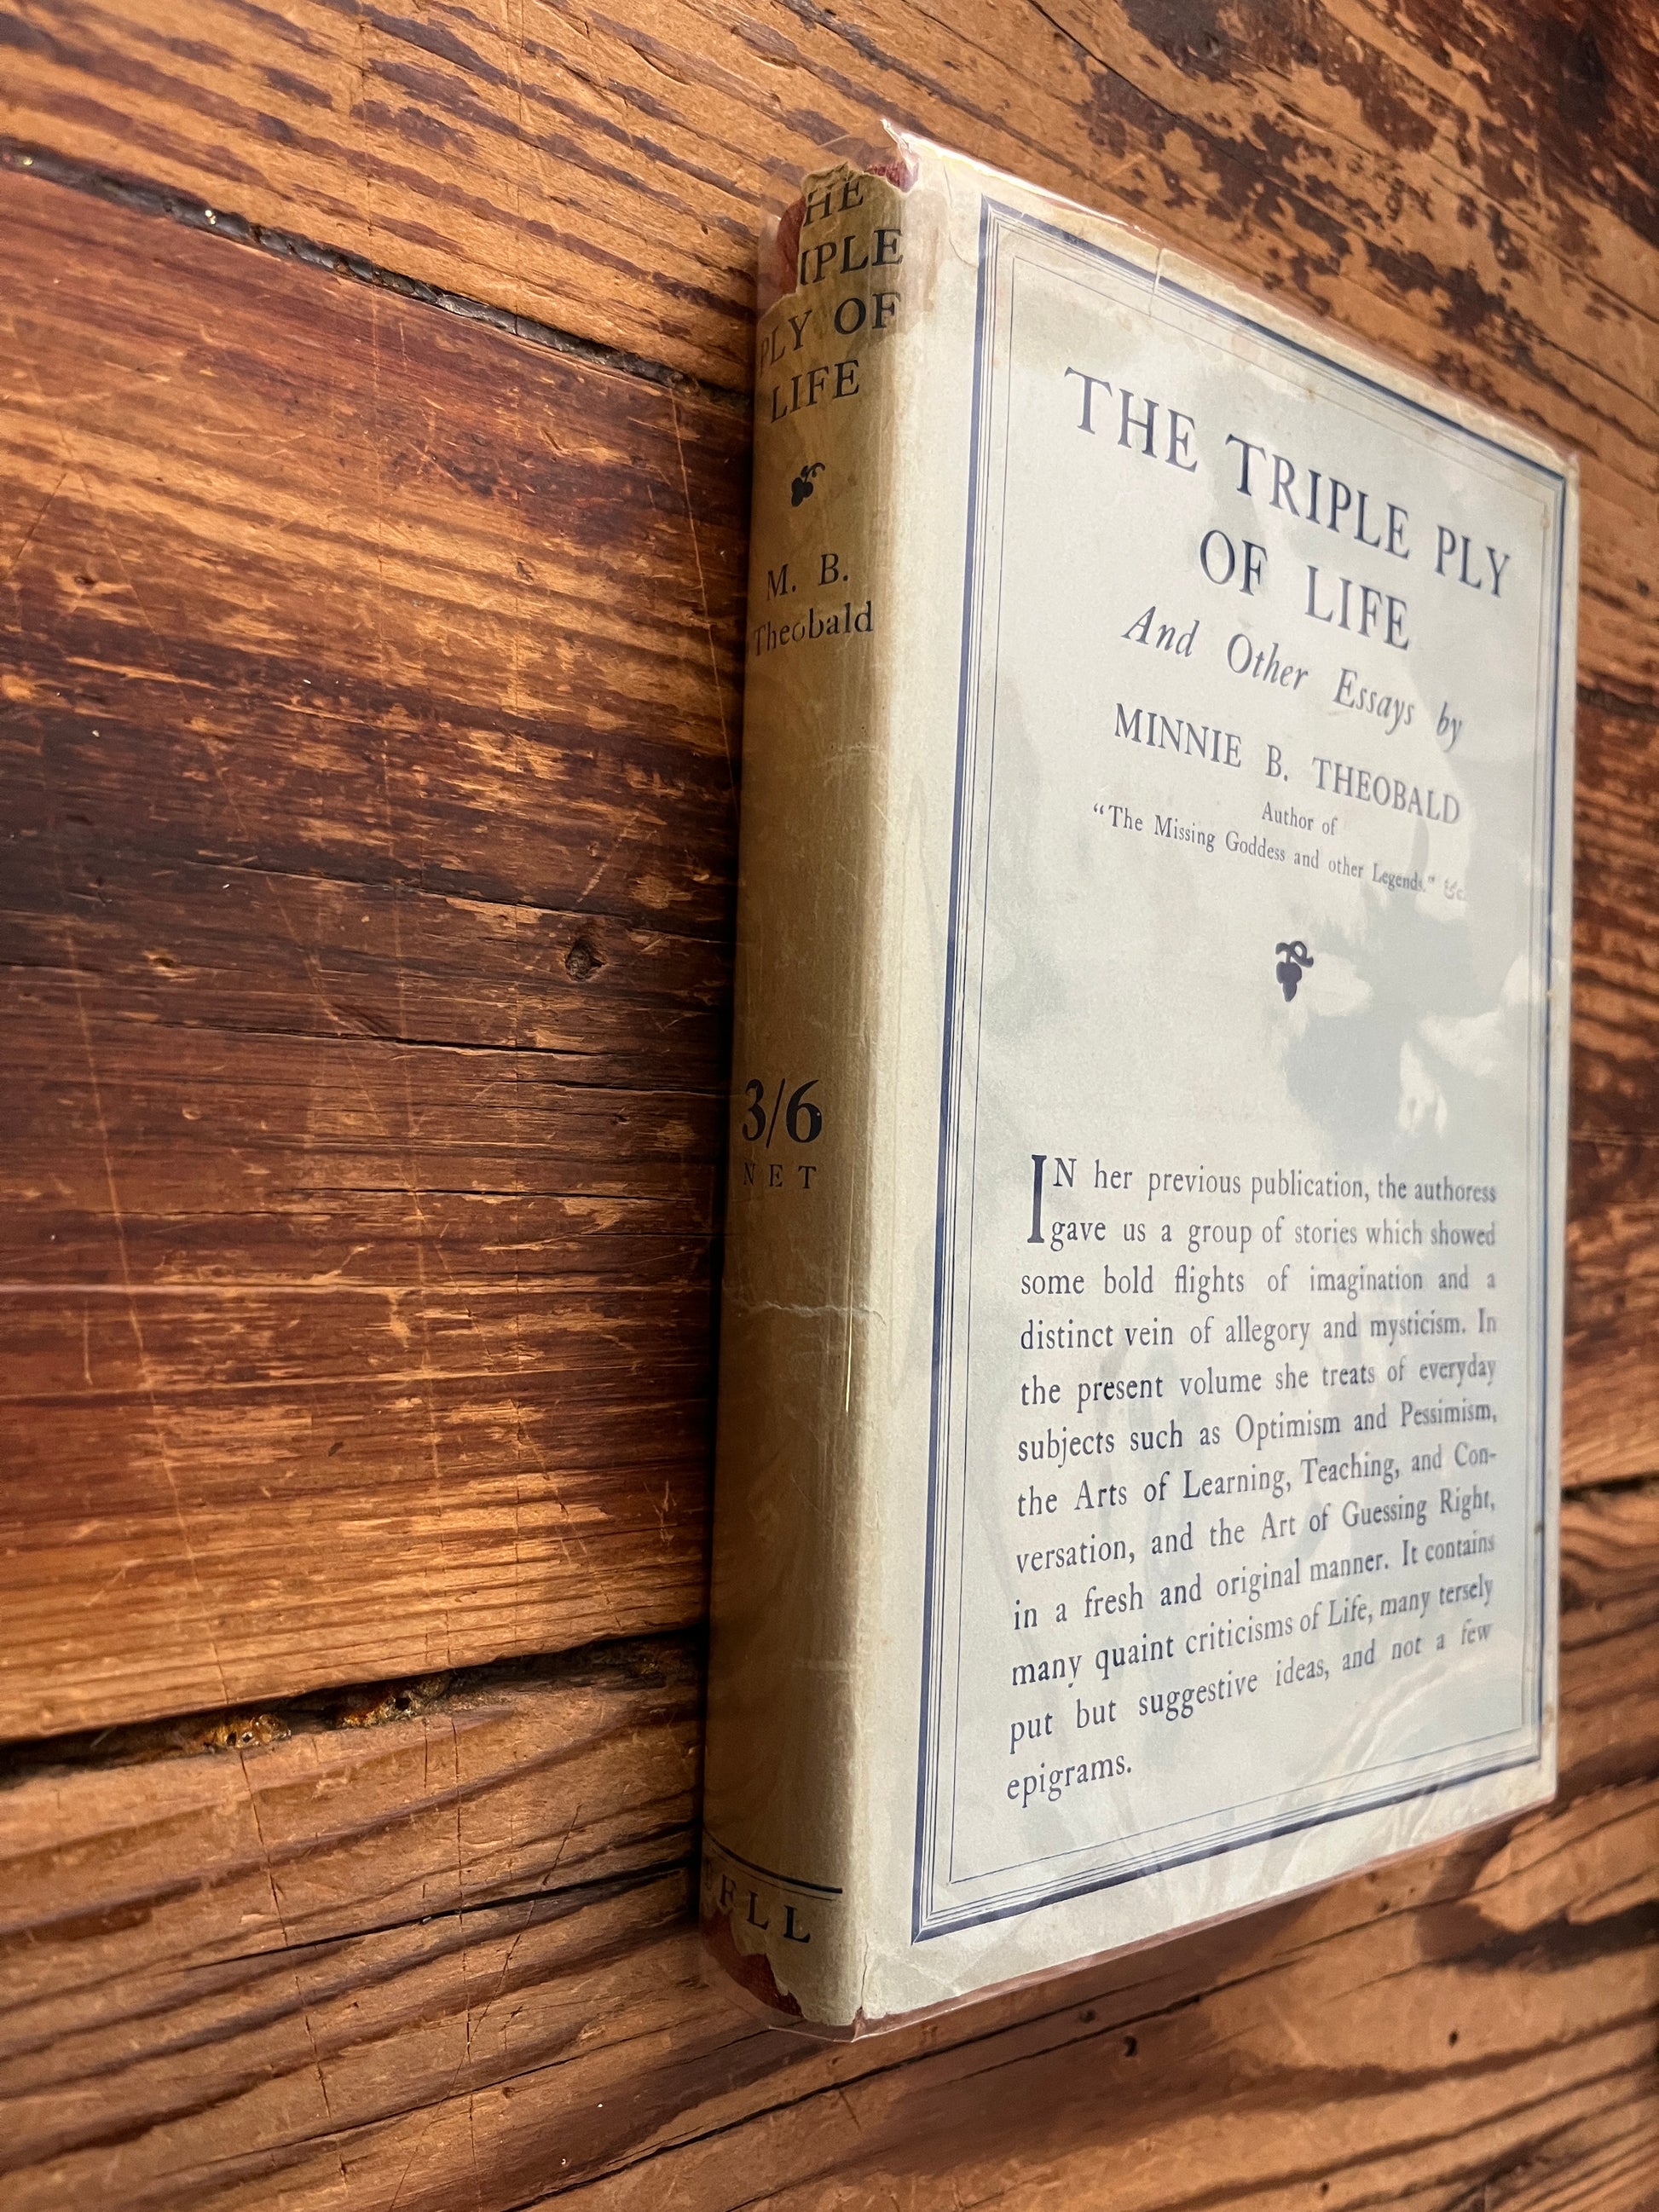 HE
IPLE
PLY OF
LIFE
M. B.
Theobald
3/6
NET
ELL
THE TRIPLE PLY
OF LIFE
And Other Essays by
MINNIE B. THEOBALD
Author of
“The Missing Goddess and other Legends.” &c.
IN her previous publication, the authoress
gave us a group of stories which showed
some bold flights of imagination and a
distinct vein of allegory and mysticism. In
the present volume she treats of everyday
subjects such as Optimism and Pessimism,
the Arts of Learning, Teaching, and Con-
versation, and the Art of Guessing Right,
in a fresh and original manner. It contains
many quaint criticisms of Life, many tersely
put but suggestive ideas, and not a few
epigrams.